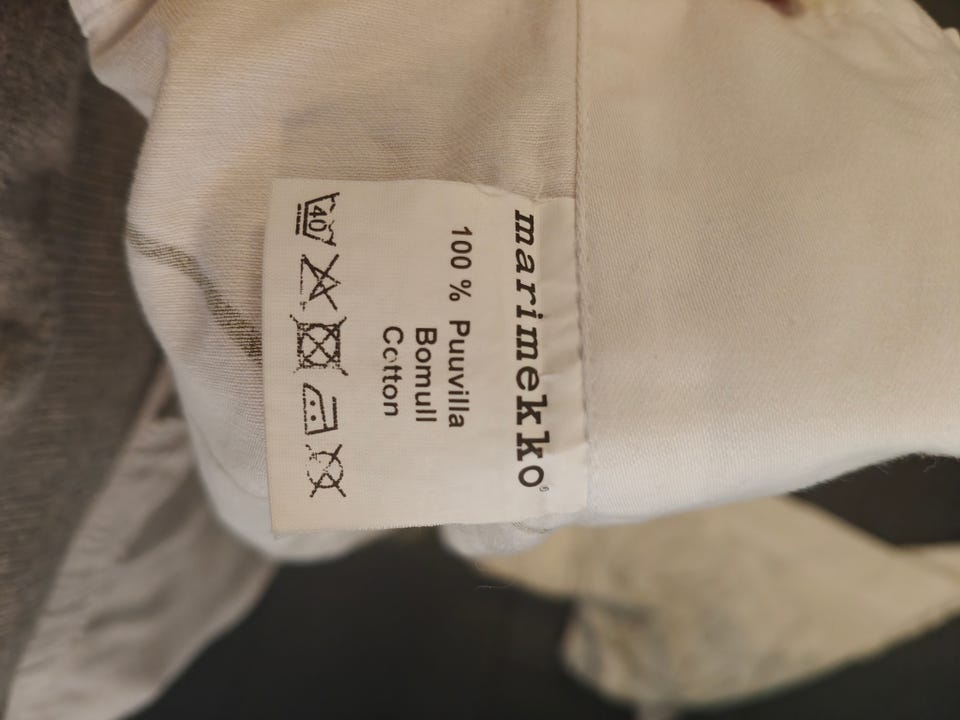 marimekko®
100 % Puuvilla
Bomull
Cotton
40